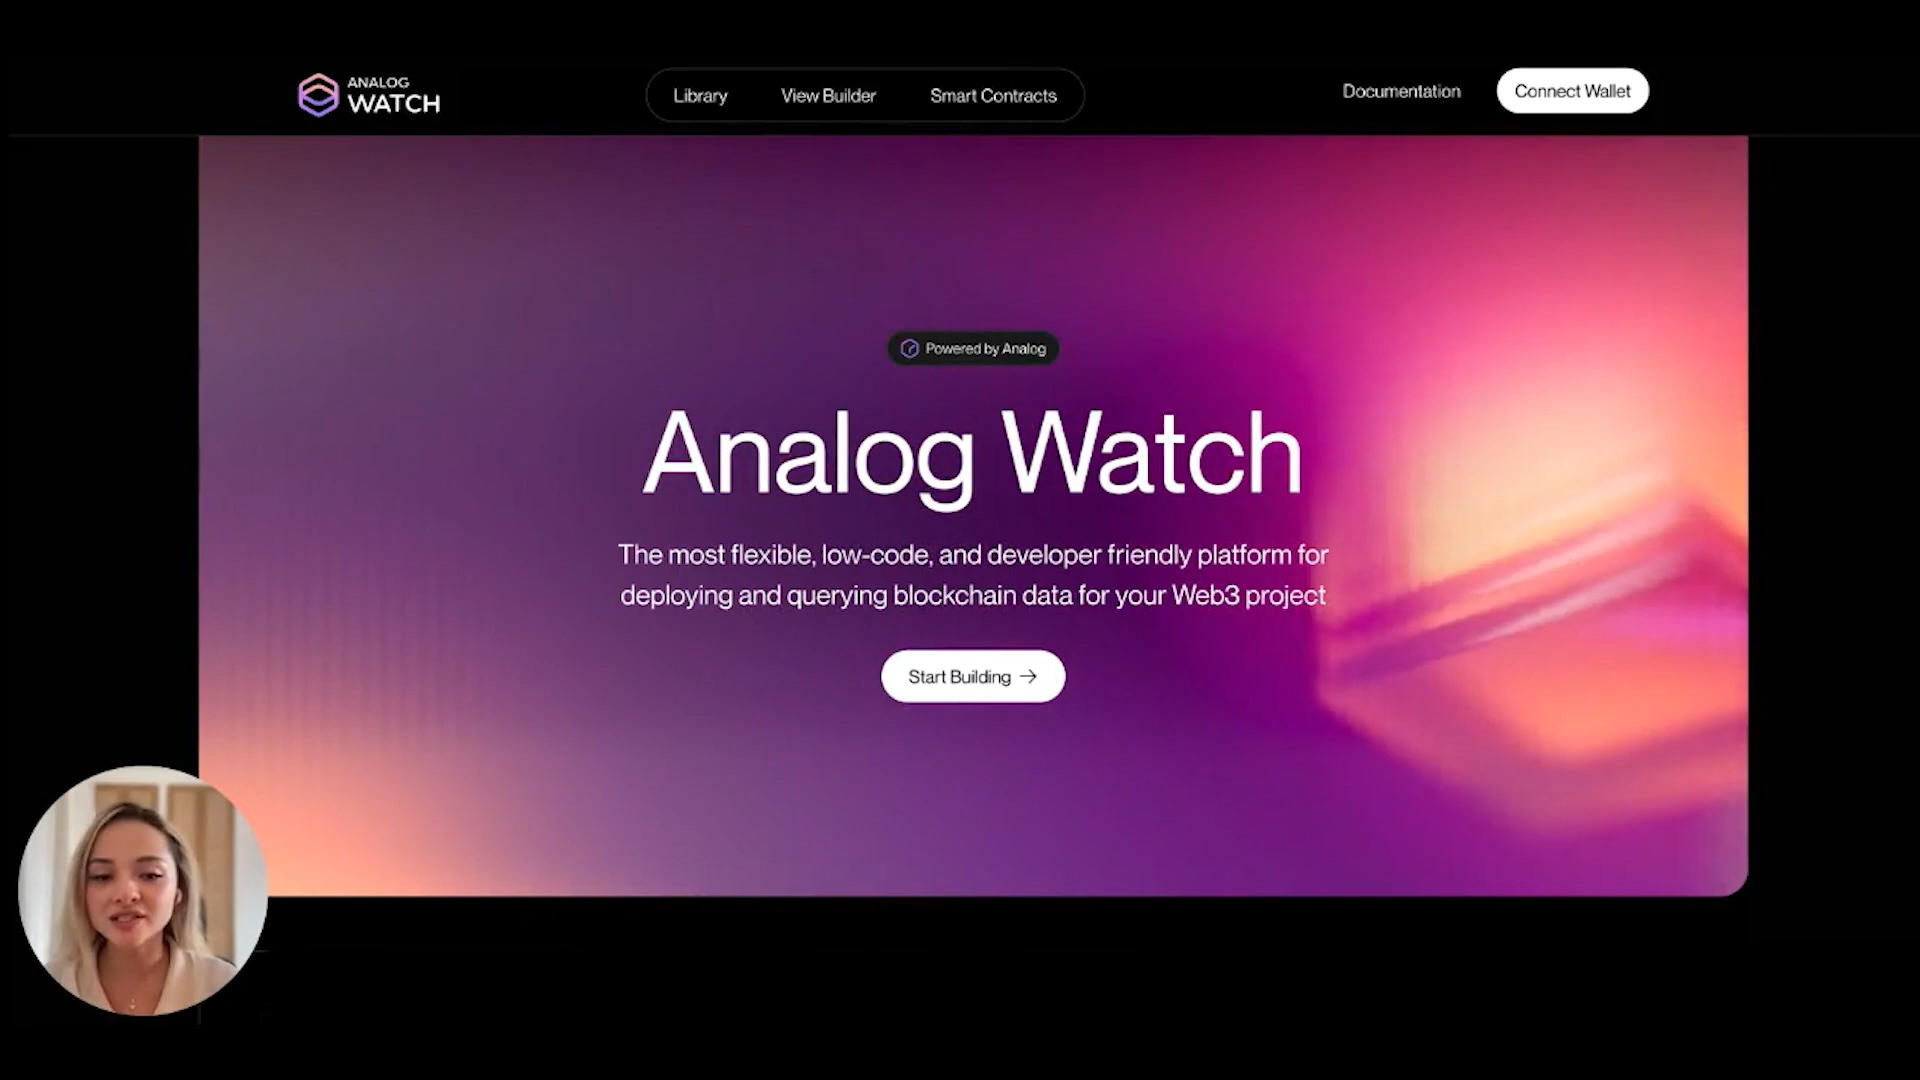 ANALOG
WATCH
Library
View Builder
Smart Contracts
Documentation
Connect Wallet
Powered by Analog
Analog Watch
The most flexible, low-code, and developer friendly platform for
deploying and querying blockchain data for your Web3 project
Start Building →